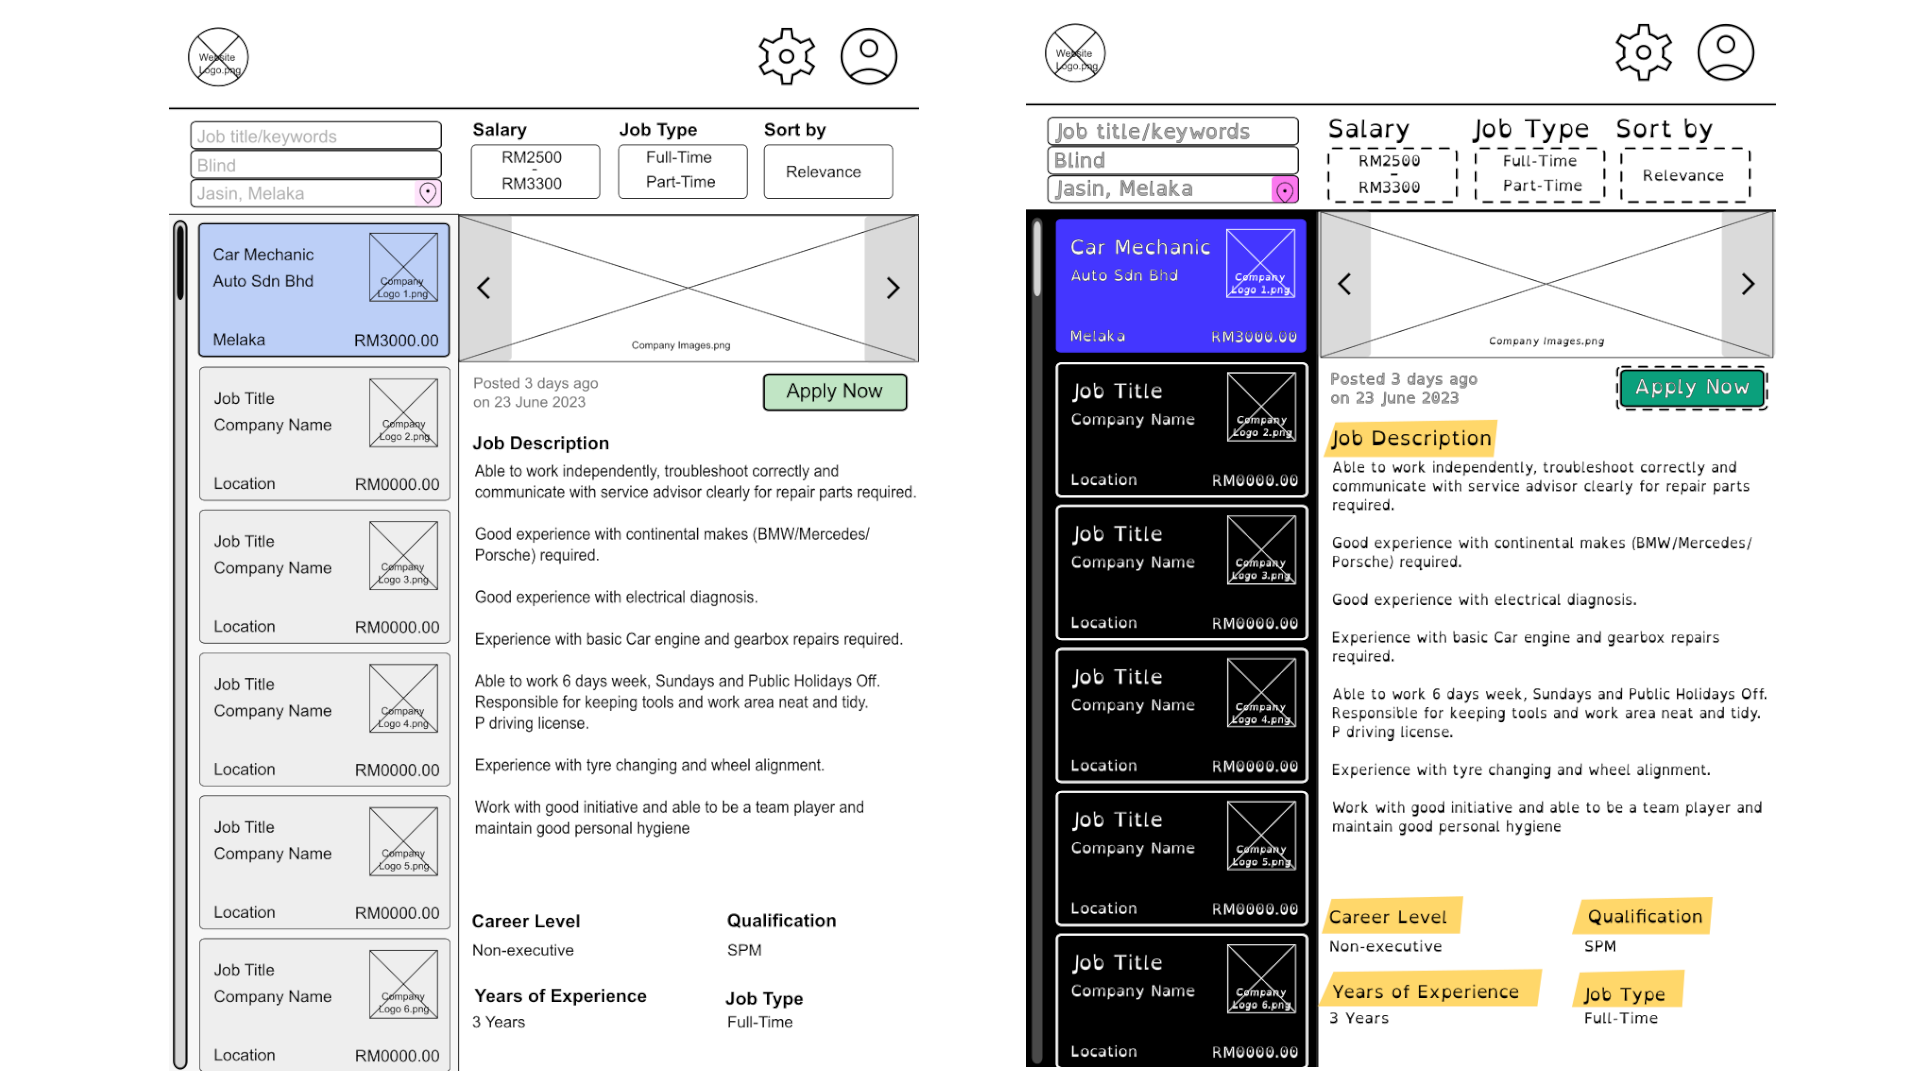 Website
Logo.png
Job title/keywords
Blind
Jasin, Melaka
Salary
RM2500
-
RM3300
Job Type
Full-Time
Part-Time
Sort by
Relevance
Car Mechanic
Auto Sdn Bhd
Company
Logo 1.png
Melaka
RM3000.00
Job Title
Company Name
Company
Logo 2.png
Location
RM0000.00
Job Title
Company Name
Company
Logo 3.png
Location
RM0000.00
Job Title
Company Name
Company
Logo 4.png
Location
RM0000.00
Job Title
Company Name
Company
Logo 5.png
Location
RM0000.00
Job Title
Company Name
Company
Logo 6.png
Location
RM0000.00
Company Images.png
Posted 3 days ago
on 23 June 2023
Apply Now
Job Description
Able to work independently, troubleshoot correctly and
communicate with service advisor clearly for repair parts required.
Good experience with continental makes (BMW/Mercedes/
Porsche) required.
Good experience with electrical diagnosis.
Experience with basic Car engine and gearbox repairs required.
Able to work 6 days week, Sundays and Public Holidays Off.
Responsible for keeping tools and work area neat and tidy.
P driving license.
Experience with tyre changing and wheel alignment.
Work with good initiative and able to be a team player and
maintain good personal hygiene
Career Level
Non-executive
Qualification
SPM
Years of Experience
3 Years
Job Type
Full-Time
Website
Logo.png
Job title/keywords
Blind
Jasin, Melaka
Salary
RM2500
-
RM3300
Job Type
Full-Time
Part-Time
Sort by
Relevance
Car Mechanic
Auto Sdn Bhd
Company
Logo 1.png
Melaka
RM3000.00
Job Title
Company Name
Company
Logo 2.png
Location
RM0000.00
Job Title
Company Name
Company
Logo 3.png
Location
RM0000.00
Job Title
Company Name
Company
Logo 4.png
Location
RM0000.00
Job Title
Company Name
Company
Logo 5.png
Location
RM0000.00
Job Title
Company Name
Company
Logo 6.png
Location
RM0000.00
Company Images.png
Posted 3 days ago
on 23 June 2023
Apply Now
Job Description
Able to work independently, troubleshoot correctly and
communicate with service advisor clearly for repair parts
required.
Good experience with continental makes (BMW/Mercedes/
Porsche) required.
Good experience with electrical diagnosis.
Experience with basic Car engine and gearbox repairs
required.
Able to work 6 days week, Sundays and Public Holidays Off.
Responsible for keeping tools and work area neat and tidy.
P driving license.
Experience with tyre changing and wheel alignment.
Work with good initiative and able to be a team player and
maintain good personal hygiene
Career Level
Non-executive
Qualification
SPM
Years of Experience
3 Years
Job Type
Full-Time